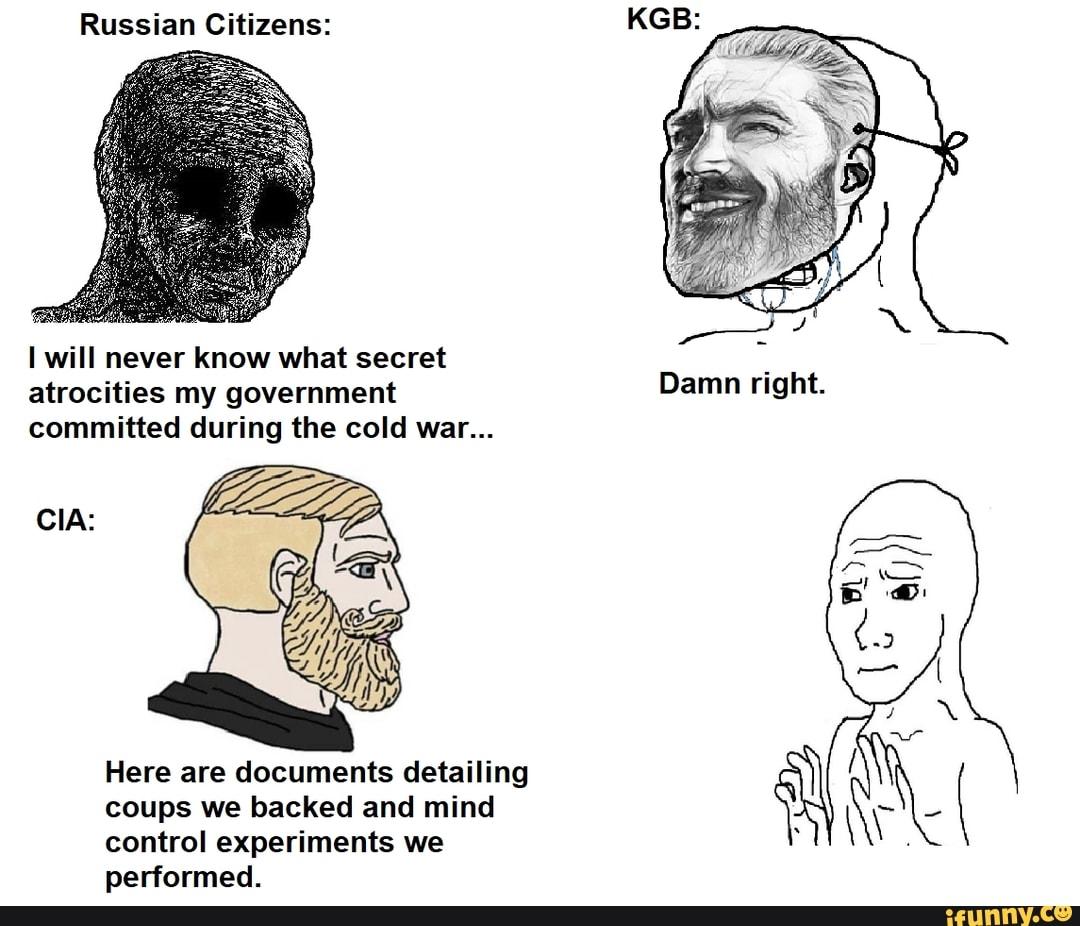 Russian Citizens:
KGB:
I will never know what secret
atrocities my government
committed during the cold war...
Damn right.
CIA:
Here are documents detailing
coups we backed and mind
control experiments we
performed.
ifunny.co